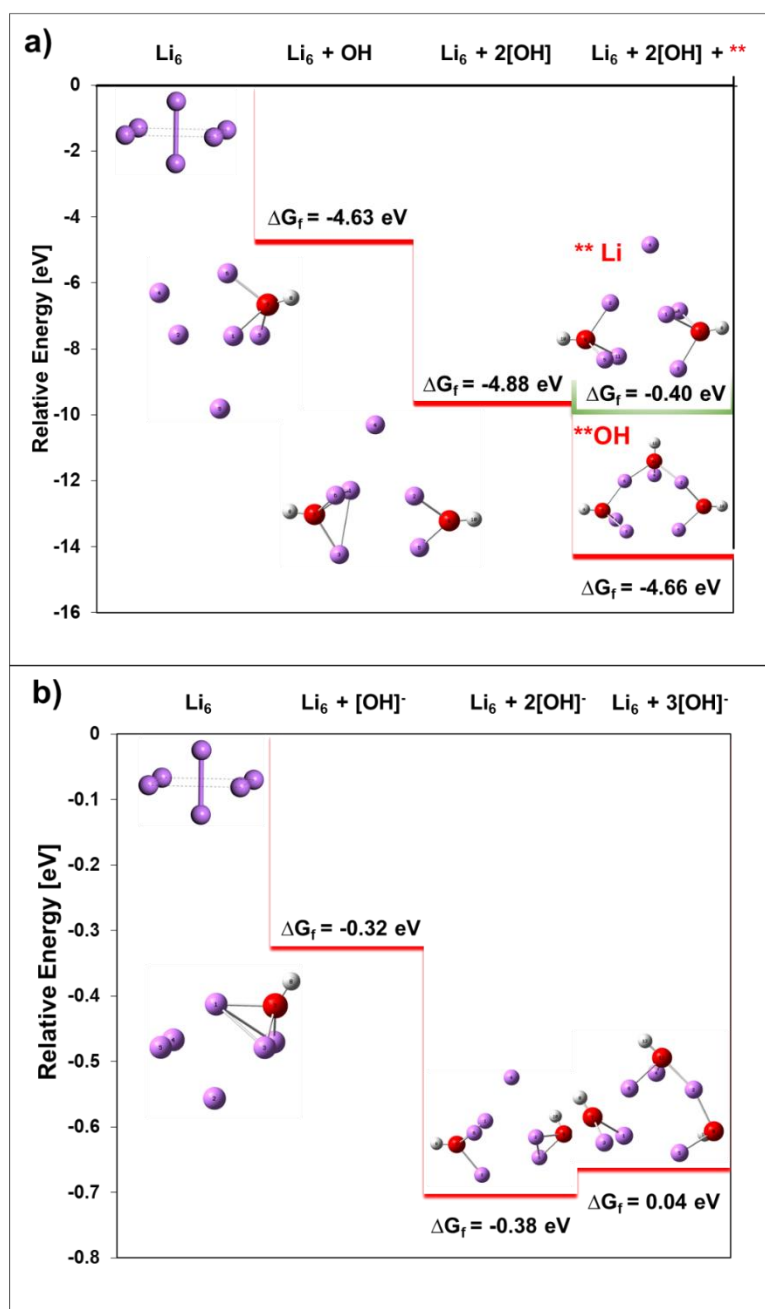 a)
Li₆ Li₆ + OH Li₆ + 2[OH] Li₆ + 2[OH] + **
Relative Energy [eV]
0
-2
-4
-6
-8
-10
-12
-14
-16
ΔGf = -4.63 eV
ΔGf = -4.88 eV
** Li
ΔGf = -0.40 eV
**OH
ΔGf = -4.66 eV
b)
Li₆ Li₆ + [OH]⁻ Li₆ + 2[OH]⁻ Li₆ + 3[OH]⁻
Relative Energy [eV]
0
-0.1
-0.2
-0.3
-0.4
-0.5
-0.6
-0.7
-0.8
ΔGf = -0.32 eV
ΔGf = -0.38 eV
ΔGf = 0.04 eV